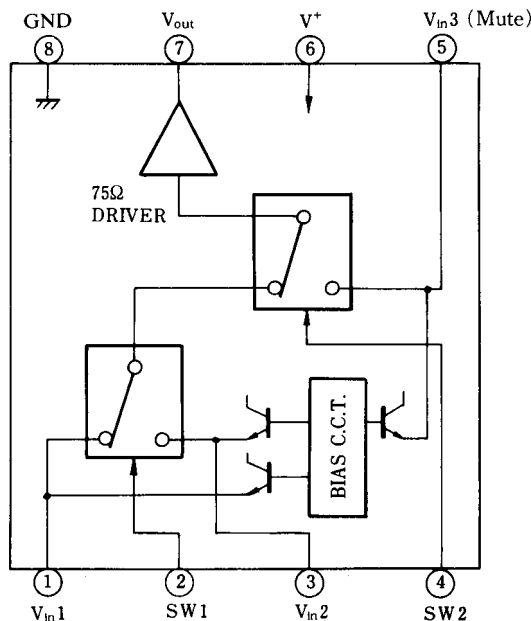 GND Vout V+ Vin3 (Mute)
8 7 6 5
75Ω
DRIVER
BIAS C.C.T.
1 2 3 4
Vin1 SW1 Vin2 SW2